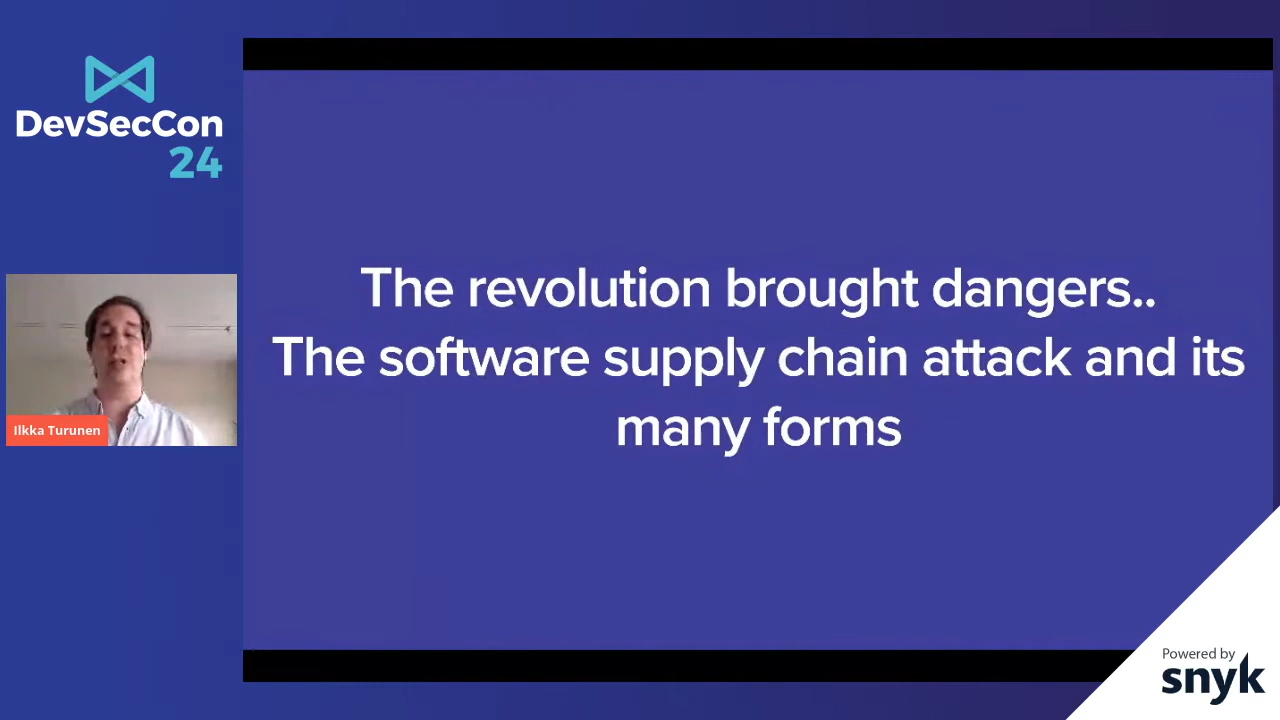 DevSecCon
24
Ilkka Turunen
The revolution brought dangers..
The software supply chain attack and its
many forms
Powered by
snyk